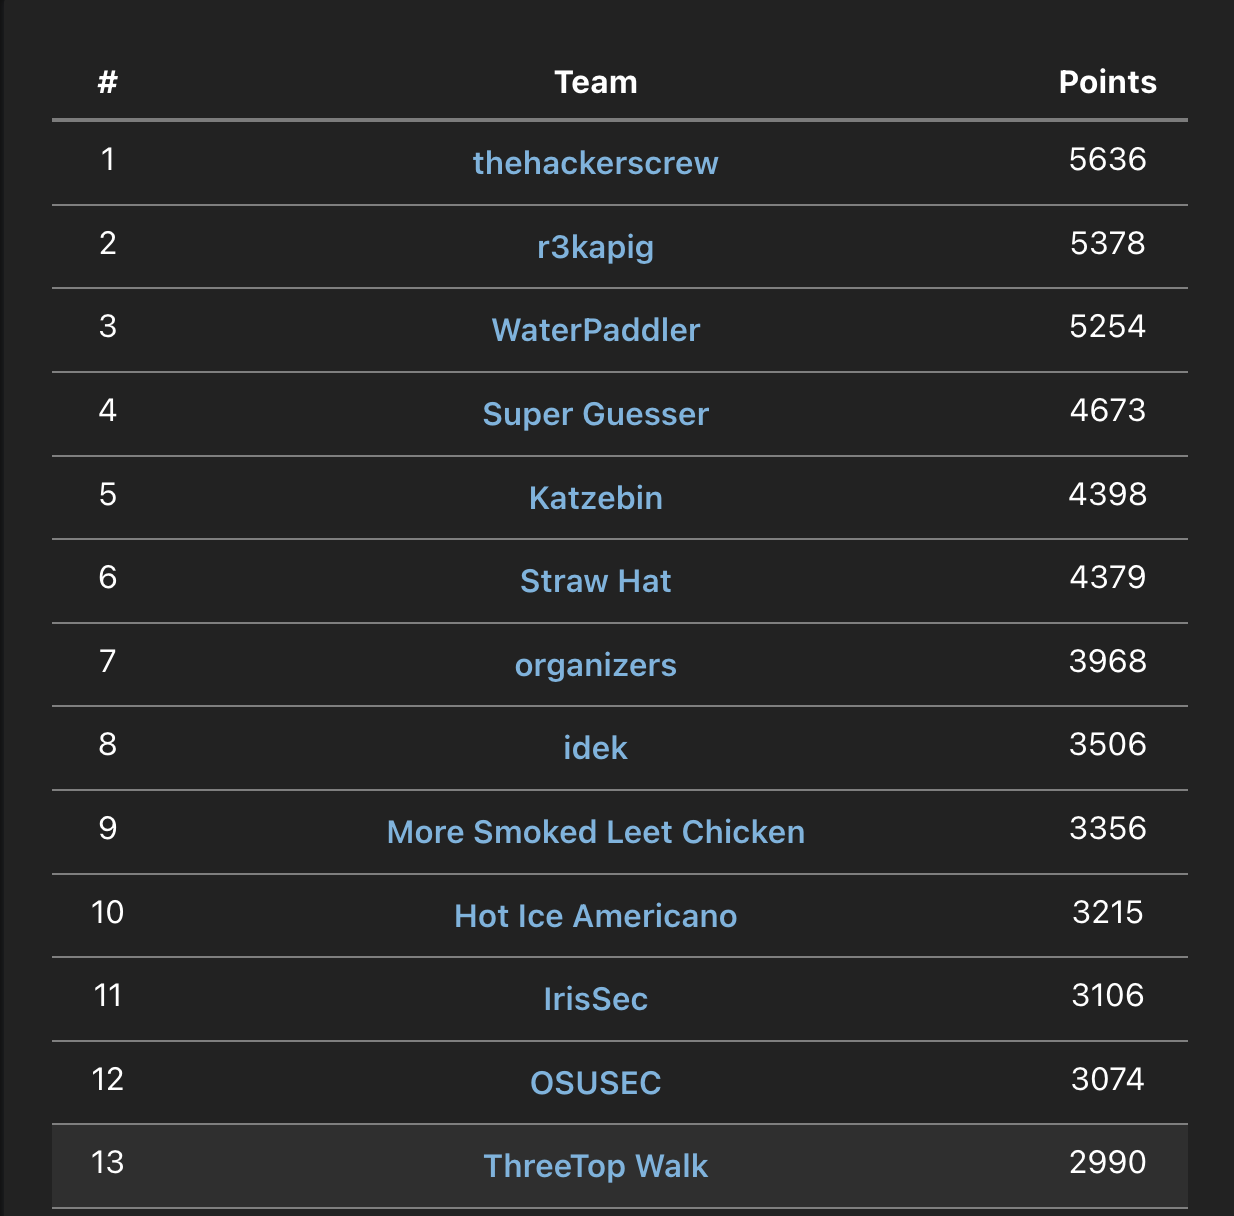 # Team Points
1 thehackerscrew 5636
2 r3kapig 5378
3 WaterPaddler 5254
4 Super Guesser 4673
5 Katzebin 4398
6 Straw Hat 4379
7 organizers 3968
8 idek 3506
9 More Smoked Leet Chicken 3356
10 Hot Ice Americano 3215
11 IrisSec 3106
12 OSUSEC 3074
13 ThreeTop Walk 2990